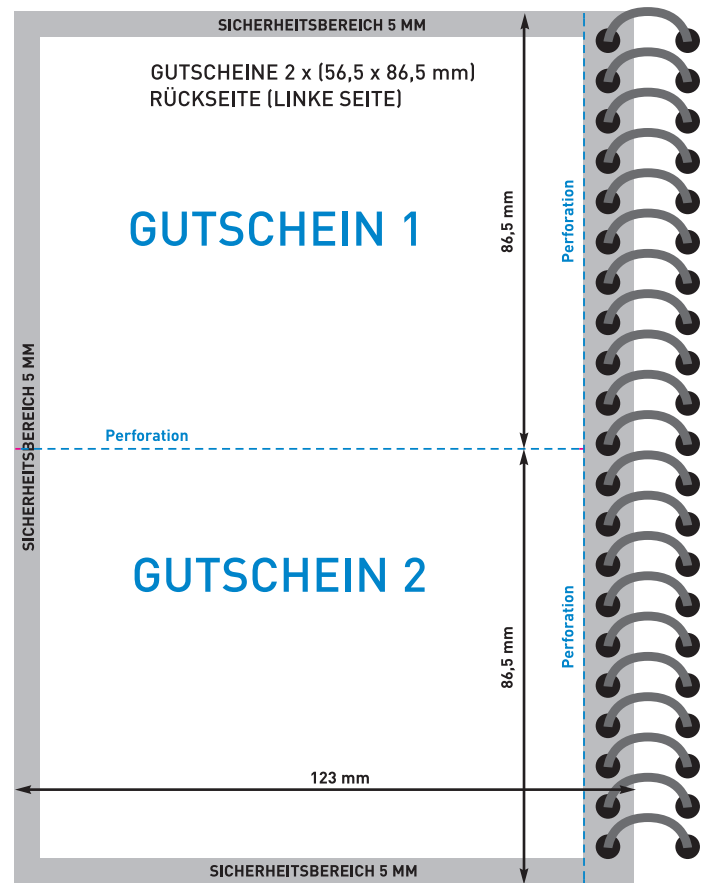 SICHERHEITSBEREICH 5 MM
GUTSCHEINE 2 x (56,5 x 86,5 mm)
RÜCKSEITE (LINKE SEITE)
GUTSCHEIN 1
86,5 mm
Perforation
SICHERHEITSBEREICH 5 MM
Perforation
GUTSCHEIN 2
86,5 mm
Perforation
123 mm
SICHERHEITSBEREICH 5 MM